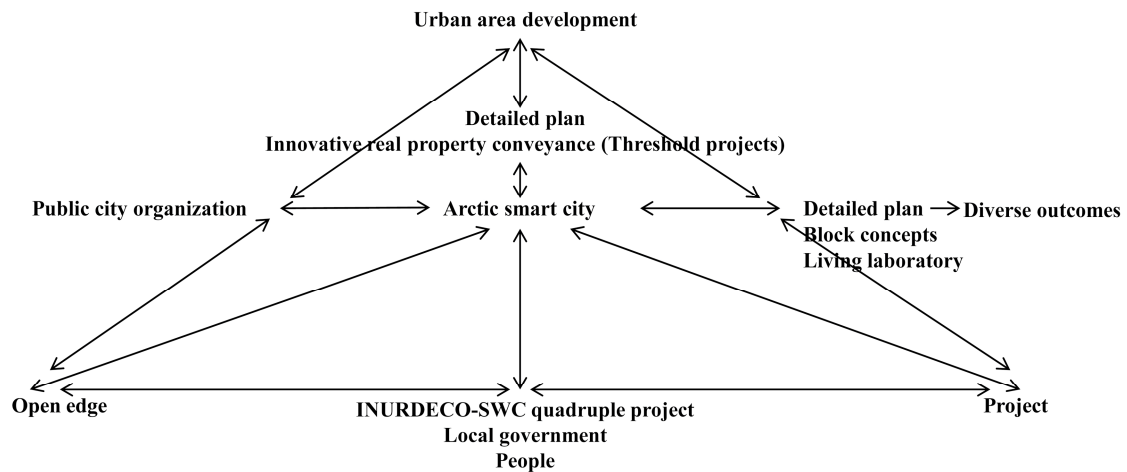 Urban area development
Detailed plan
Innovative real property conveyance (Threshold projects)
Public city organization
Arctic smart city
Detailed plan
Diverse outcomes
Block concepts
Living laboratory
Open edge
INURDECO-SWC quadruple project
Project
Local government
People